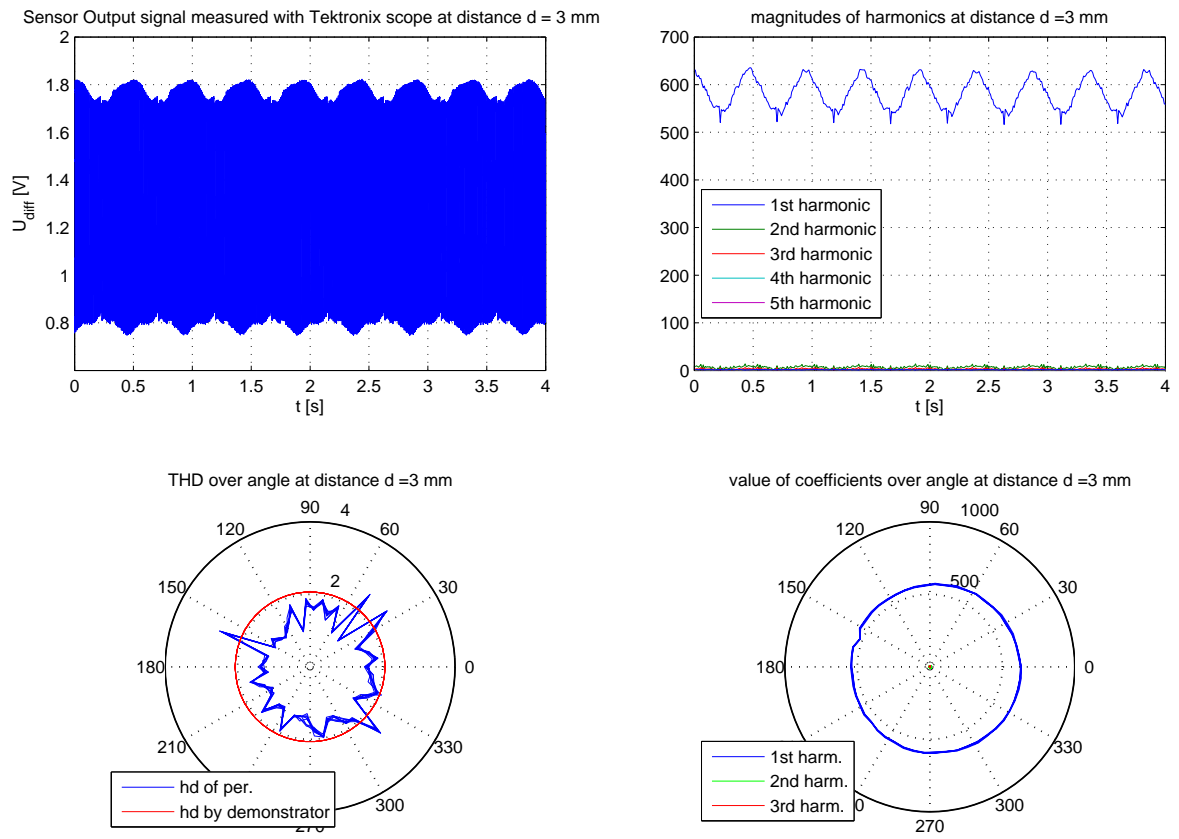 Sensor Output signal measured with Tektronix scope at distance d = 3 mm
2
1.8
1.6
1.4
1.2
1
0.8
U_diff [V]
0 0.5 1 1.5 2 2.5 3 3.5 4
t [s]
magnitudes of harmonics at distance d =3 mm
700
600
500
400
300
200
100
0
1st harmonic
2nd harmonic
3rd harmonic
4th harmonic
5th harmonic
0 0.5 1 1.5 2 2.5 3 3.5 4
t [s]
THD over angle at distance d =3 mm
90 4
120 60
150 2 30
180 0
210 330
300
270
hd of per.
hd by demonstrator
value of coefficients over angle at distance d =3 mm
90 1000
120 60
150 500 30
180 0
330
300
270
1st harm.
2nd harm.
3rd harm.